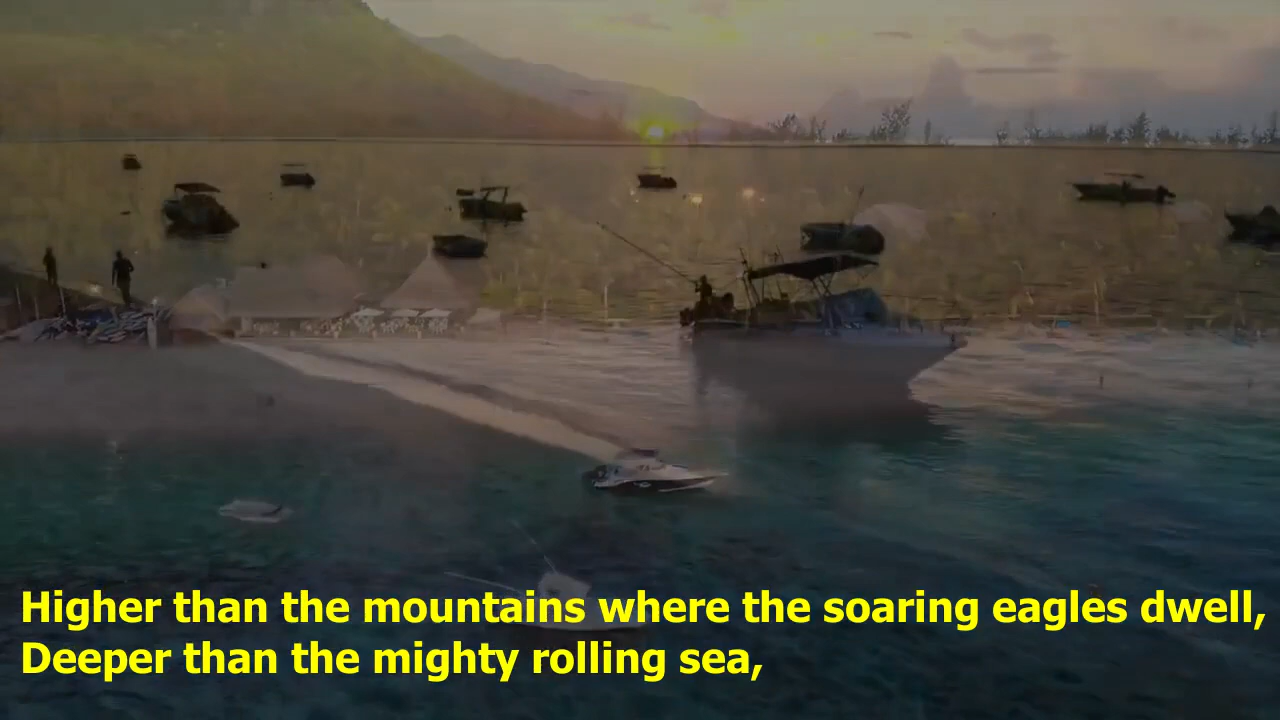 Higher than the mountains where the soaring eagles dwell,
Deeper than the mighty rolling sea,